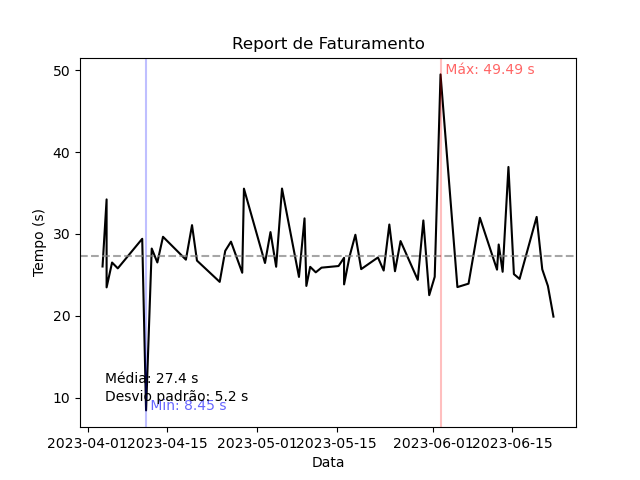 Report de Faturamento
Máx: 49.49 s
50
40
30
20
10
Tempo (s)
Média: 27.4 s
Desvio padrão: 5.2 s
Min: 8.45 s
2023-04-01
2023-04-15
2023-05-01
2023-05-15
2023-06-01
2023-06-15
Data